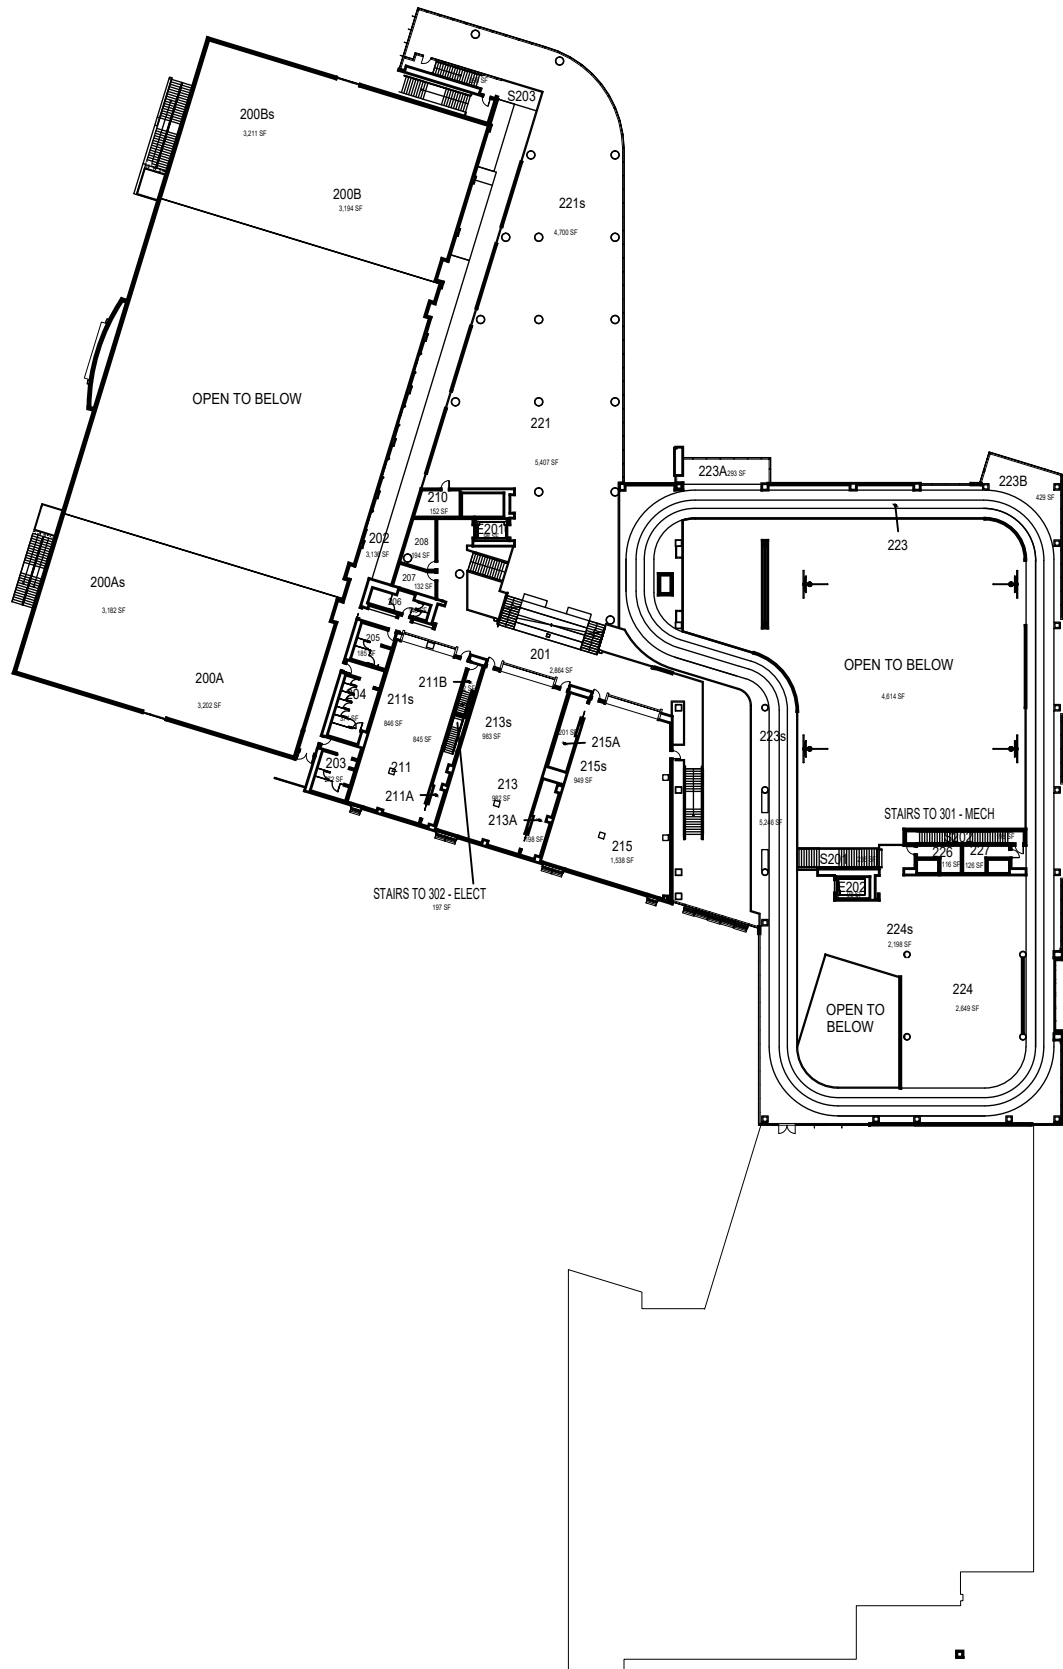 S203
200Bs
3,211 SF
200B
3,194 SF
221s
4,700 SF
OPEN TO BELOW
221
5,407 SF
223A 293 SF
223B
429 SF
210
152 SF
E201
223
202
208
207
132 SF
200As
3,182 SF
206
205
185 SF
201
2,864 SF
OPEN TO BELOW
4,614 SF
200A
3,202 SF
204
211B
211s
846 SF
845 SF
213s
983 SF
201 SF
215A
215s
949 SF
223s
203
211
211A
213
982 SF
213A
215
1,538 SF
STAIRS TO 301 - MECH
S202
S201
226
116 SF
227
126 SF
E202
STAIRS TO 302 - ELECT
197 SF
224s
2,198 SF
224
2,649 SF
OPEN TO
BELOW